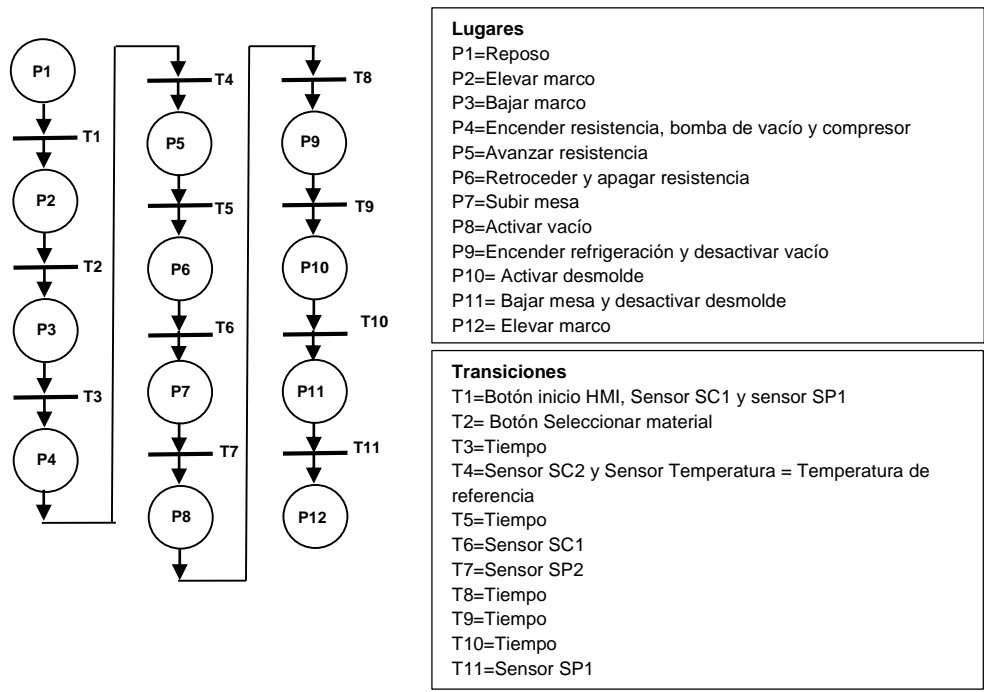 P1
T1
P2
T2
P3
T3
P4
T4
P5
T5
P6
T6
P7
T7
P8
T8
P9
T9
P10
T10
P11
T11
P12
Lugares
P1=Reposo
P2=Elevar marco
P3=Bajar marco
P4=Encender resistencia, bomba de vacío y compresor
P5=Avanzar resistencia
P6=Retroceder y apagar resistencia
P7=Subir mesa
P8=Activar vacío
P9=Encender refrigeración y desactivar vacío
P10= Activar desmolde
P11= Bajar mesa y desactivar desmolde
P12= Elevar marco
Transiciones
T1=Botón inicio HMI, Sensor SC1 y sensor SP1
T2= Botón Seleccionar material
T3=Tiempo
T4=Sensor SC2 y Sensor Temperatura = Temperatura de
referencia
T5=Tiempo
T6=Sensor SC1
T7=Sensor SP2
T8=Tiempo
T9=Tiempo
T10=Tiempo
T11=Sensor SP1